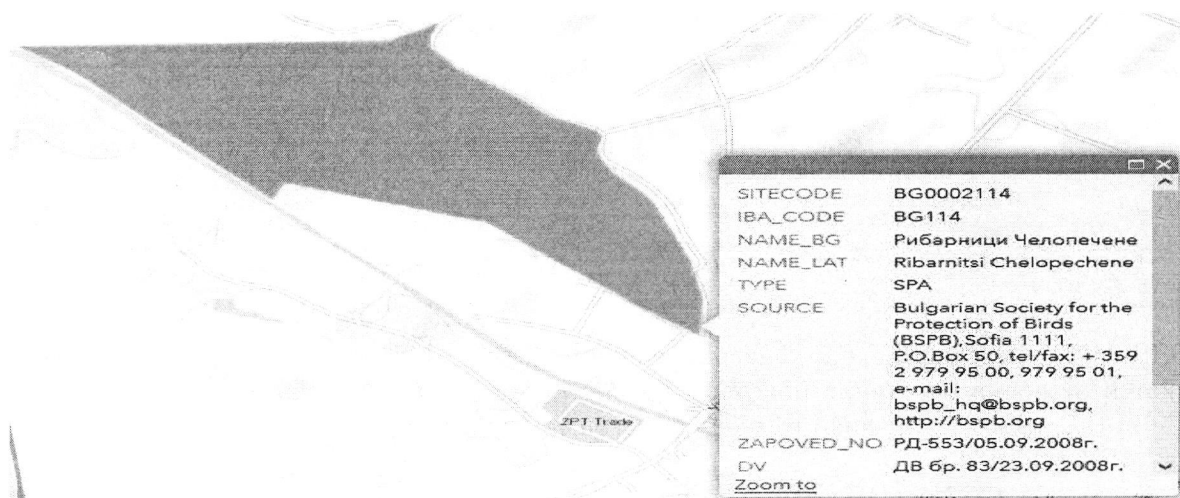 SITECODE BG0002114
IBA_CODE BG114
NAME_BG Рибарници Челопечене
NAME_LAT Ribarnitsi Chelopechene
TYPE SPA
SOURCE Bulgarian Society for the
Protection of Birds
(BSPB),Sofia 1111,
P.O.Box 50, tel/fax: + 359
2 979 95 00, 979 95 01,
e-mail:
bspb_hq@bspb.org,
http://bspb.org
ZAPOVED_NO РД-553/05.09.2008г.
DV ДВ бр. 83/23.09.2008г.
Zoom to
ZPT Trade